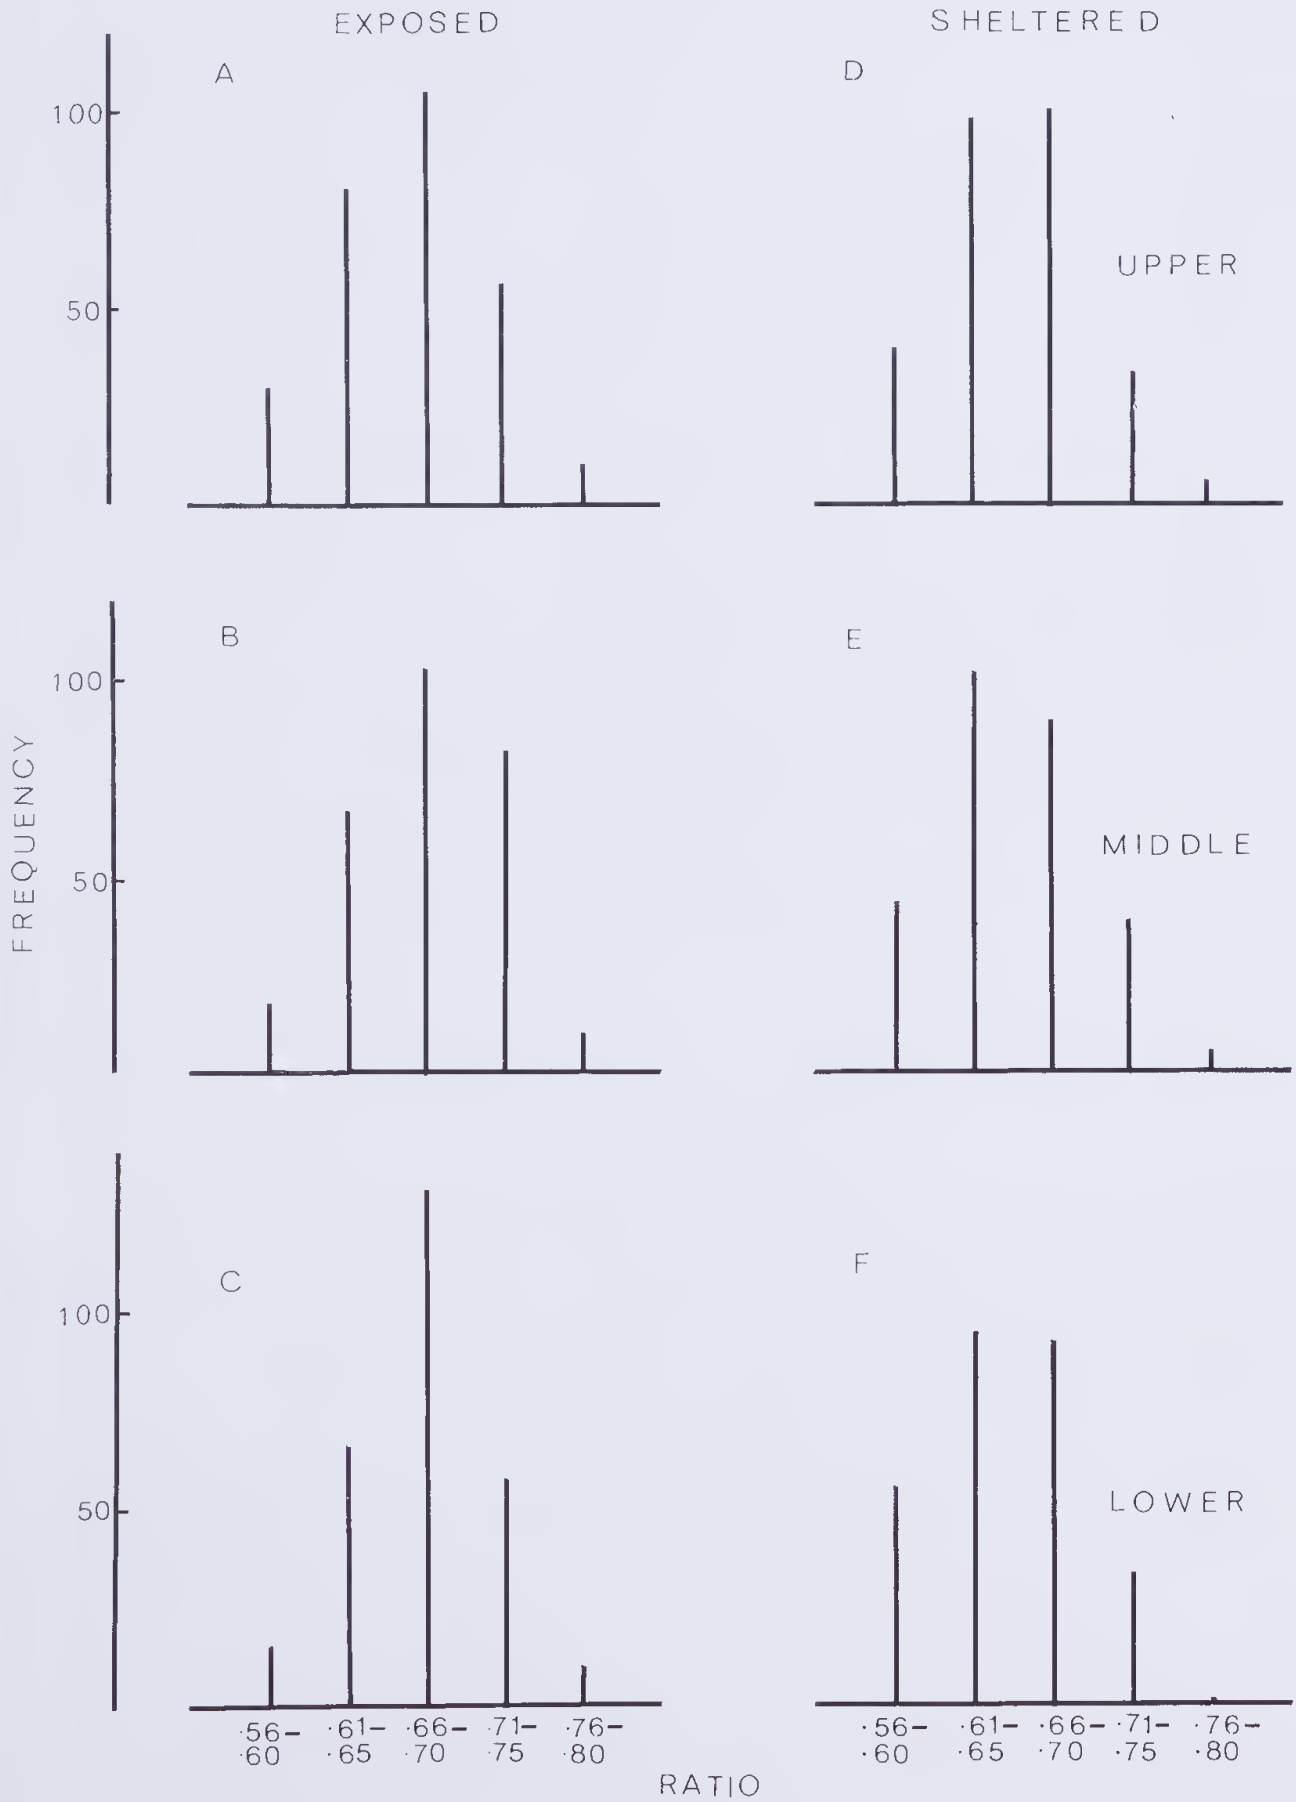 EXPOSED
SHELTERED
A
D
100
50
UPPER
B
E
100
50
MIDDLE
FREQUENCY
C
F
100
50
LOWER
.56– .61– .66– .71– .76–
.60 .65 .70 .75 .80
.56– .61– .66– .71– .76–
.60 .65 .70 .75 .80
RATIO